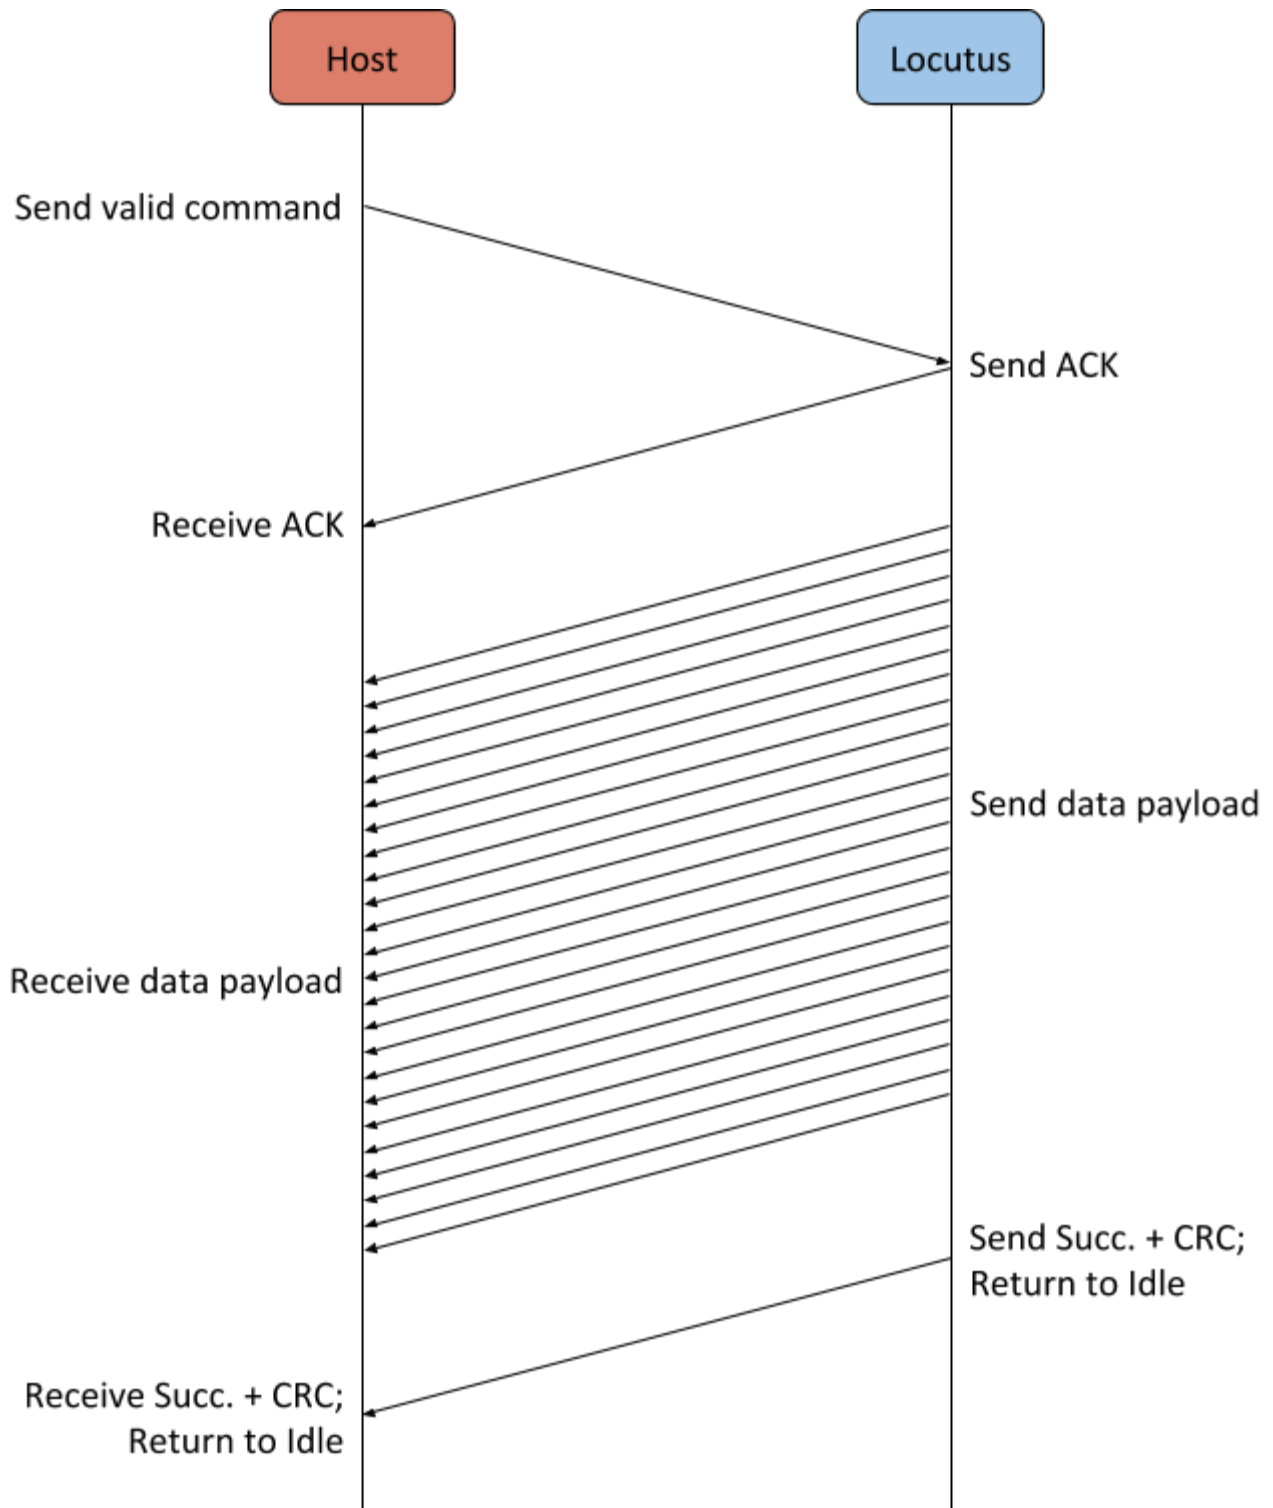 Host
Locutus
Send valid command
Send ACK
Receive ACK
Send data payload
Receive data payload
Send Succ. + CRC;
Return to Idle
Receive Succ. + CRC;
Return to Idle